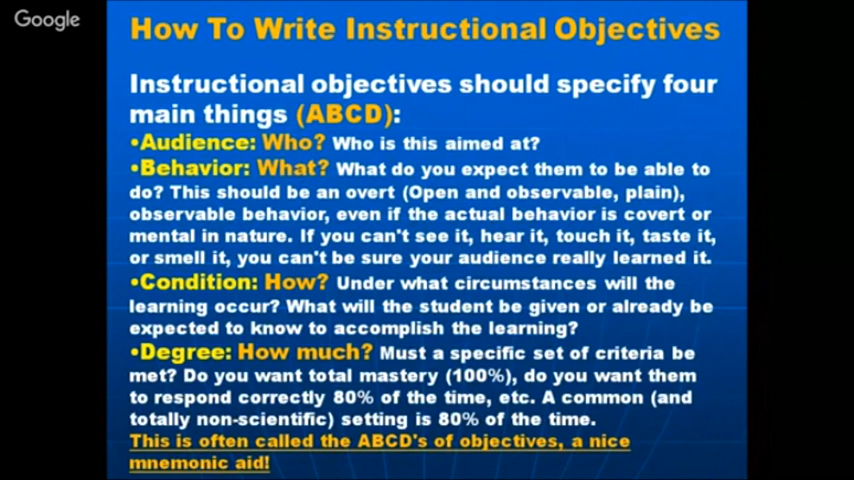 Google
How To Write Instructional Objectives
Instructional objectives should specify four
main things (ABCD):
•Audience: Who? Who is this aimed at?
•Behavior: What? What do you expect them to be able to
do? This should be an overt (Open and observable, plain),
observable behavior, even if the actual behavior is covert or
mental in nature. If you can't see it, hear it, touch it, taste it,
or smell it, you can't be sure your audience really learned it.
•Condition: How? Under what circumstances will the
learning occur? What will the student be given or already be
expected to know to accomplish the learning?
•Degree: How much? Must a specific set of criteria be
met? Do you want total mastery (100%), do you want them
to respond correctly 80% of the time, etc. A common (and
totally non-scientific) setting is 80% of the time.
This is often called the ABCD's of objectives, a nice
mnemonic aid!